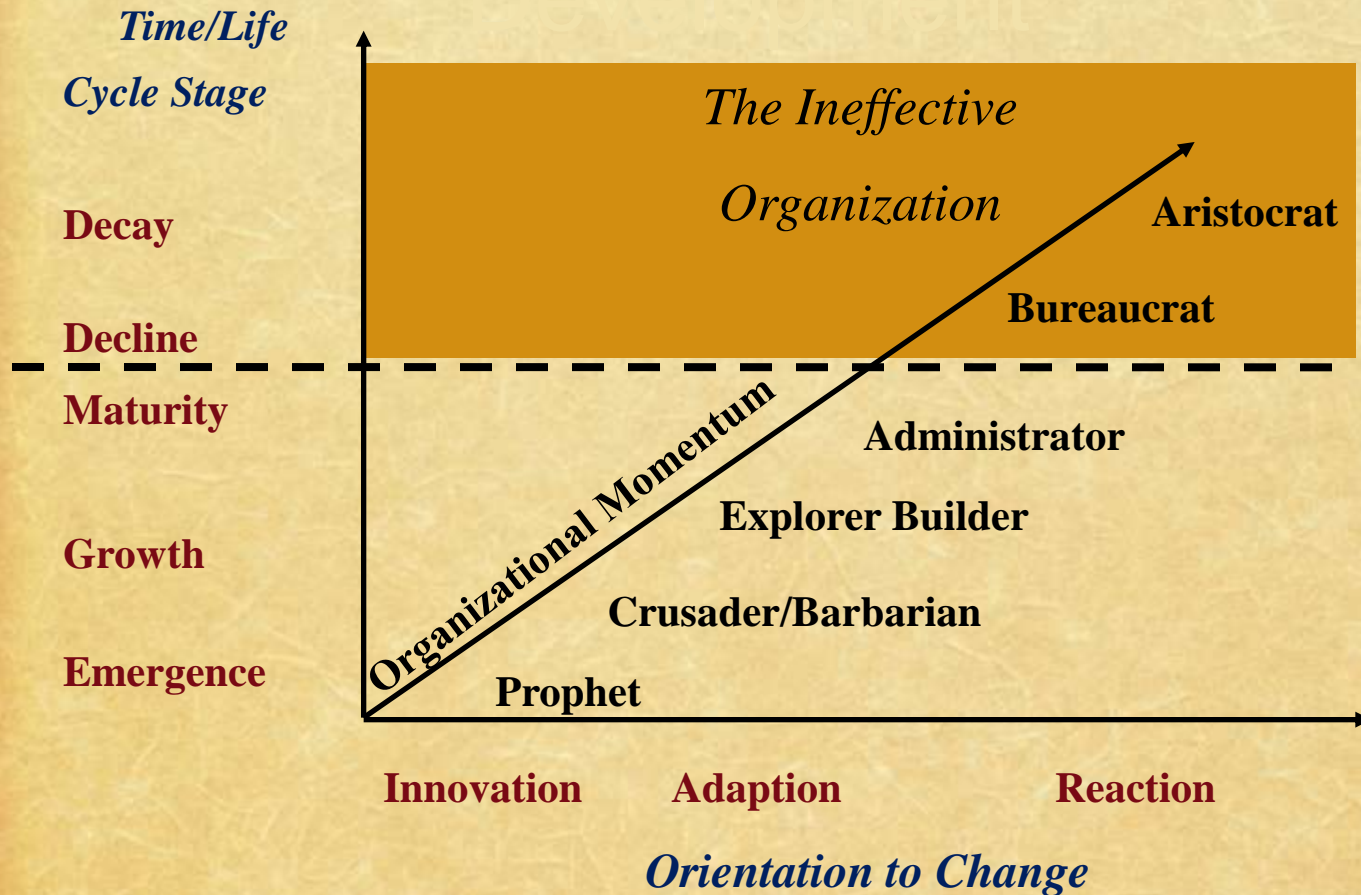 Time/Life
Cycle Stage
The Ineffective
Organization
Decay
Aristocrat
Bureaucrat
Decline
Maturity
Organizational Momentum
Administrator
Explorer Builder
Growth
Crusader/Barbarian
Emergence
Prophet
Innovation Adaption Reaction
Orientation to Change